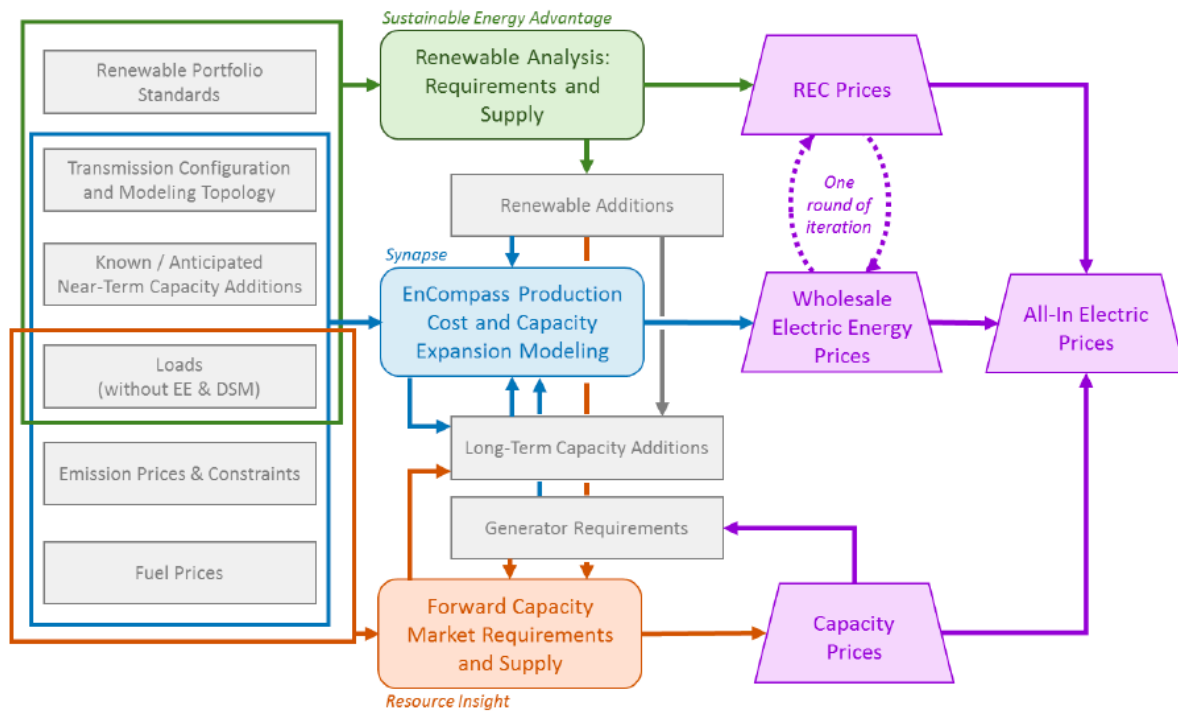 Sustainable Energy Advantage
Renewable Portfolio
Standards
Renewable Analysis:
Requirements and
Supply
REC Prices
Transmission Configuration
and Modeling Topology
Renewable Additions
One
round of
iteration
Known / Anticipated
Near-Term Capacity Additions
Synapse
EnCompass Production
Cost and Capacity
Expansion Modeling
Wholesale
Electric Energy
Prices
All-In Electric
Prices
Loads
(without EE & DSM)
Long-Term Capacity Additions
Emission Prices & Constraints
Generator Requirements
Fuel Prices
Forward Capacity
Market Requirements
and Supply
Capacity
Prices
Resource Insight